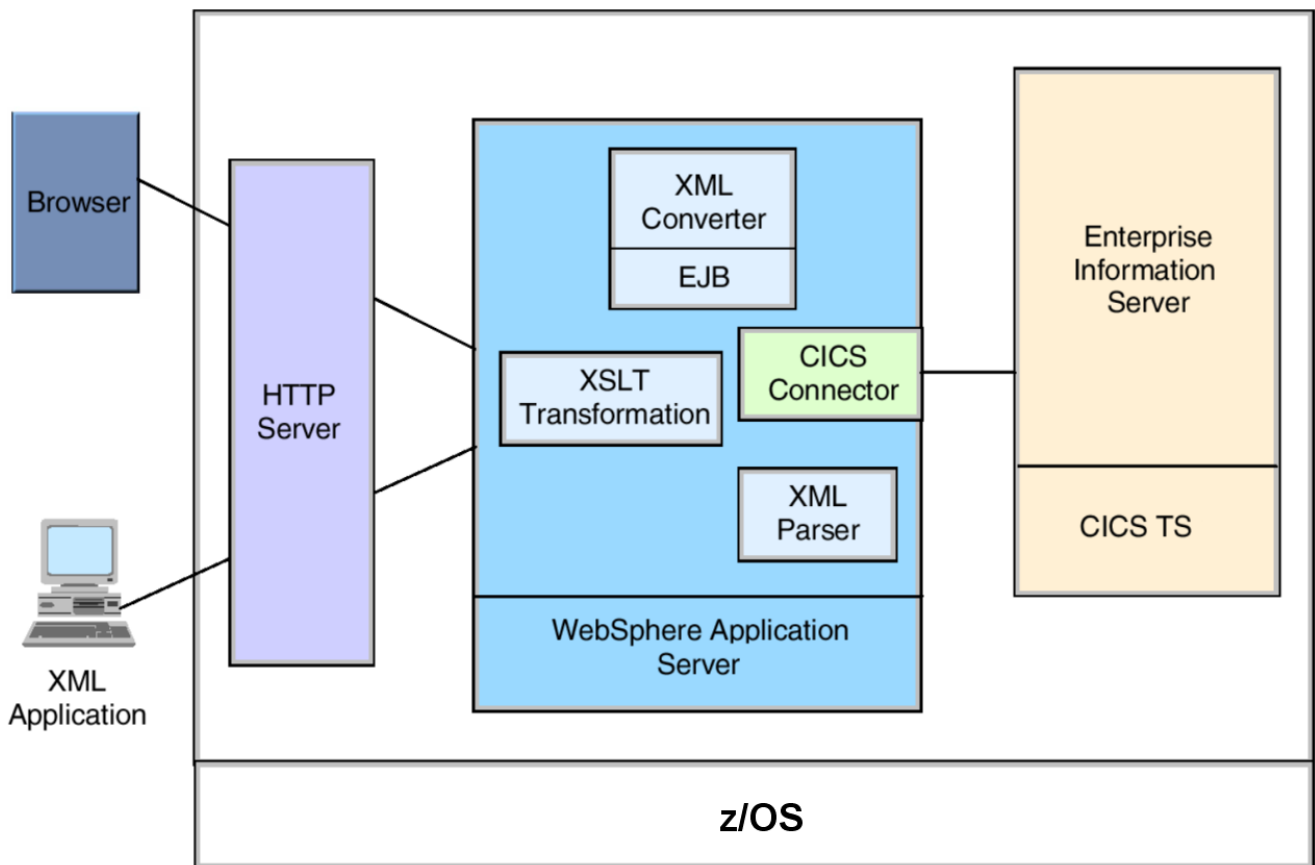 Browser
XML
Application
HTTP
Server
XML
Converter
EJB
XSLT
Transformation
CICS
Connector
XML
Parser
WebSphere Application
Server
Enterprise
Information
Server
CICS TS
z/OS